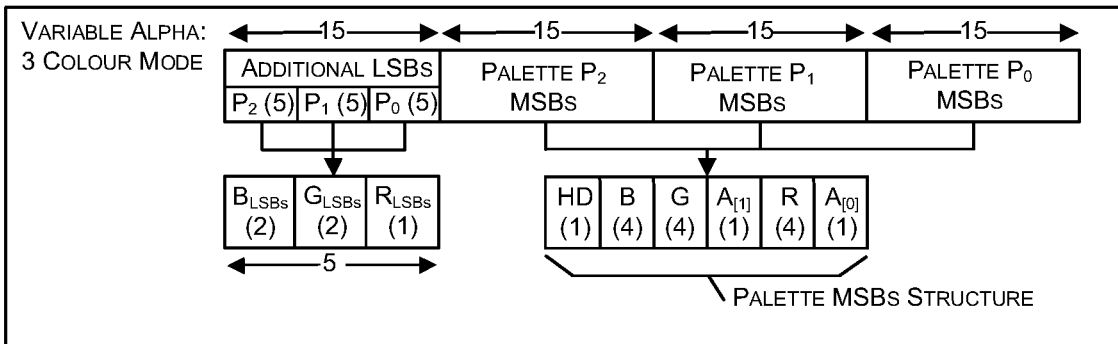 VARIABLE ALPHA:
3 COLOUR MODE
15 15 15 15
ADDITIONAL LSBs
P2 (5) P1 (5) P0 (5)
PALETTE P2
MSBs
PALETTE P1
MSBs
PALETTE P0
MSBs
BLSBs GLSBs RLSBs
(2) (2) (1)
5
HD B G A[1] R A[0]
(1) (4) (4) (1) (4) (1)
PALETTE MSBs STRUCTURE